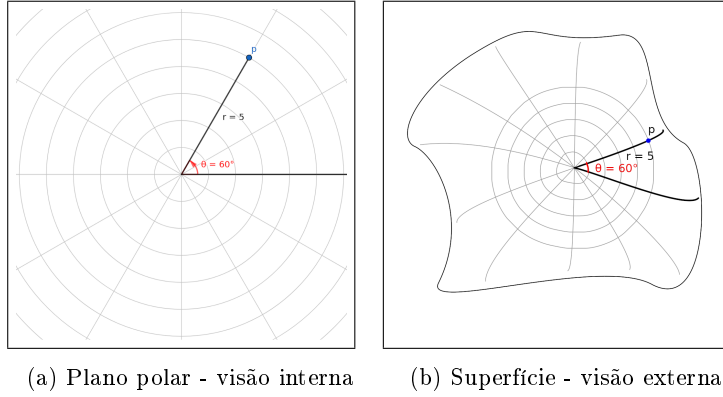 p
r = 5
θ = 60°
p
r = 5
θ = 60°
(a) Plano polar - visão interna
(b) Superfície - visão externa